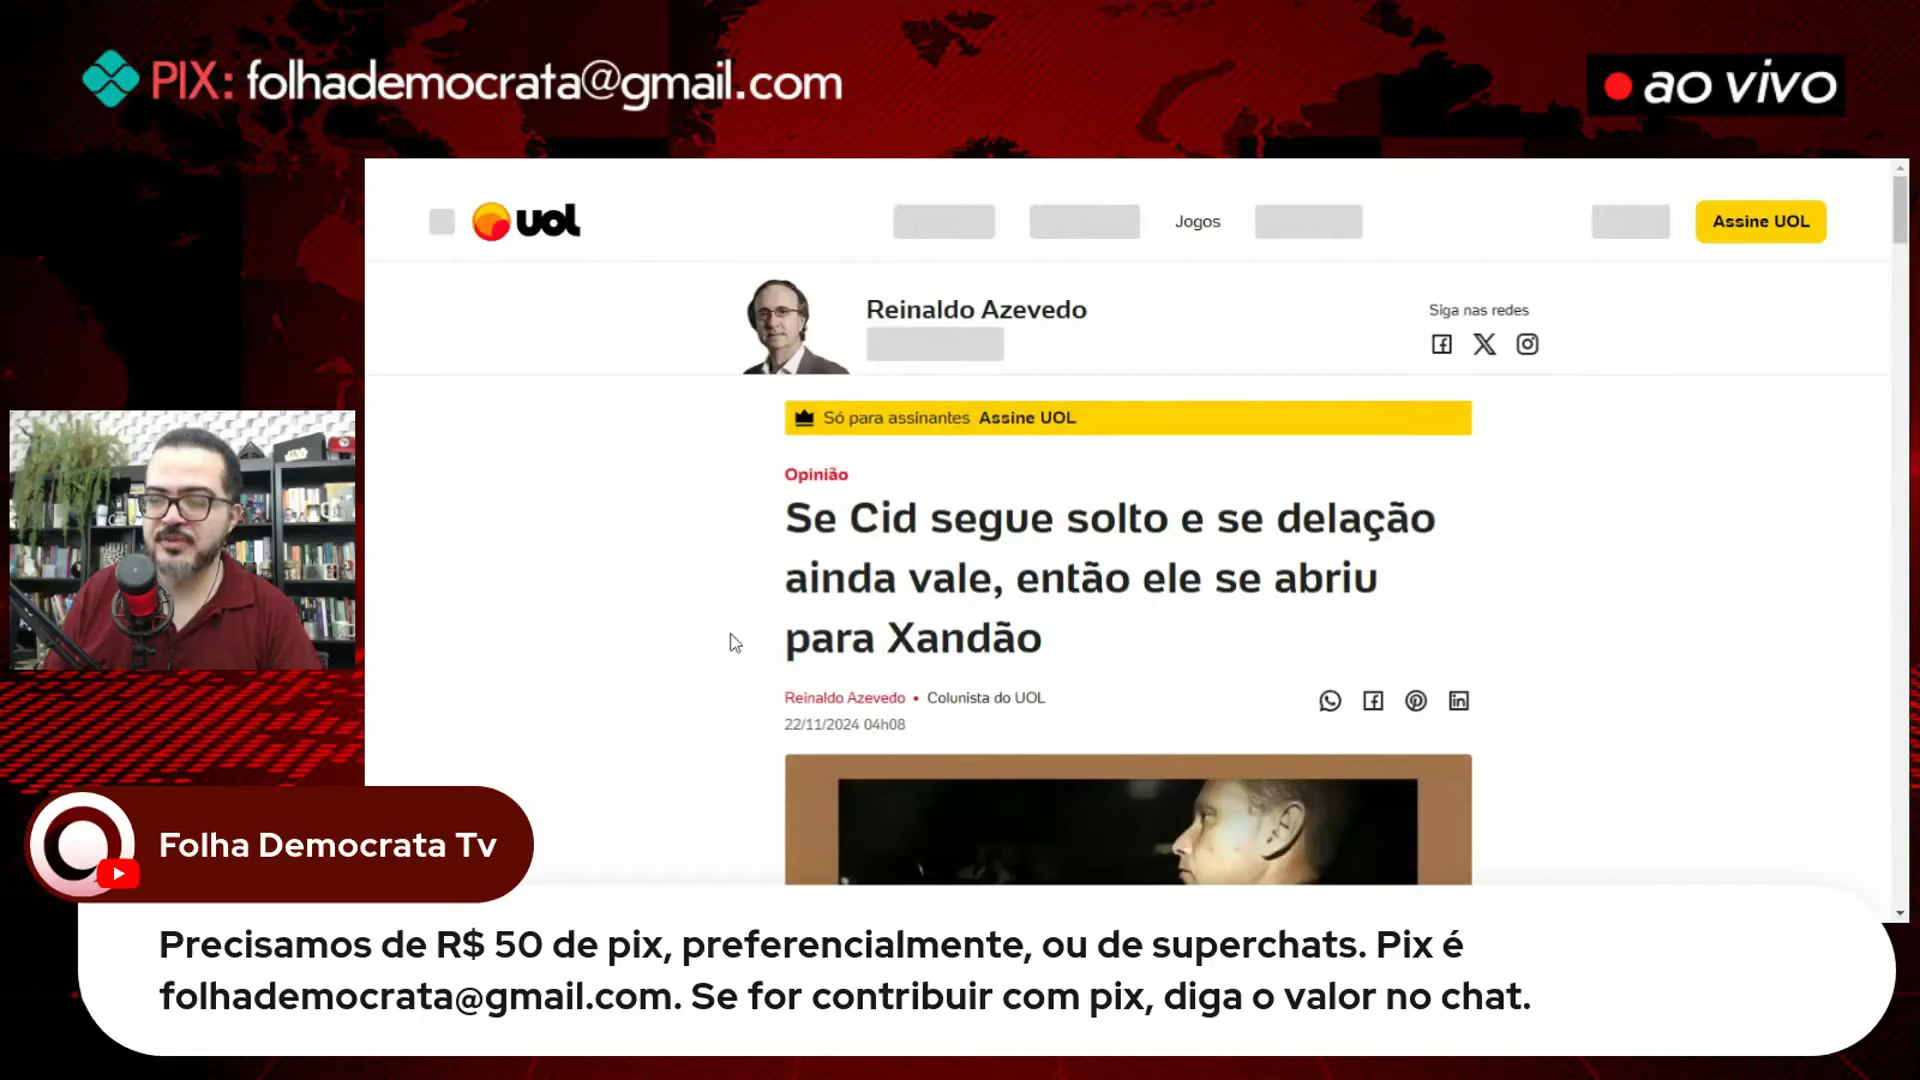 PIX: folhademocrata@gmail.com
ao vivo
uol
Jogos
Assine UOL
Reinaldo Azevedo
Siga nas redes
Só para assinantes Assine UOL
Opinião
Se Cid segue solto e se delação
ainda vale, então ele se abriu
para Xandão
Reinaldo Azevedo • Colunista do UOL
22/11/2024 04h08
Folha Democrata Tv
Precisamos de R$ 50 de pix, preferencialmente, ou de superchats. Pix é
folhademocrata@gmail.com. Se for contribuir com pix, diga o valor no chat.